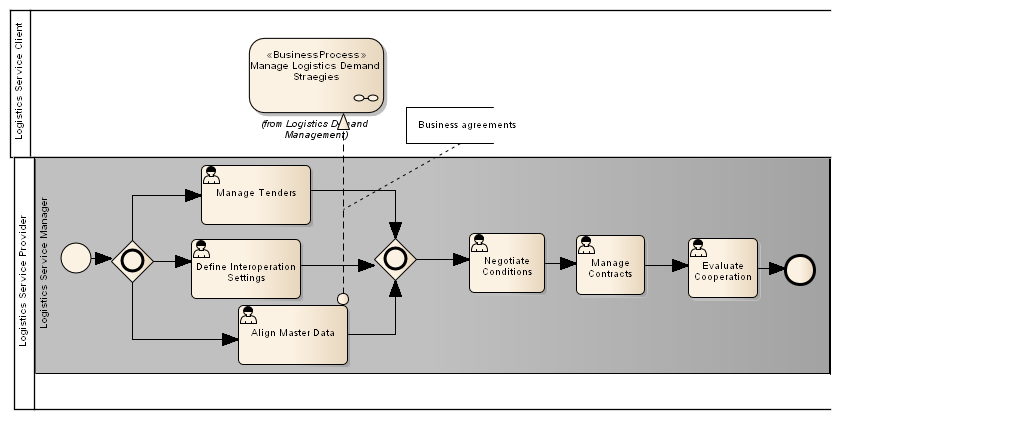 Logistics Service Client
«BusinessProcess»
Manage Logistics Demand
Straegies
(from Logistics Demand
Management)
Business agreements
Logistics Service Provider
Logistics Service Manager
Manage Tenders
Define Interoperation
Settings
Align Master Data
Negotiate
Conditions
Manage
Contracts
Evaluate
Cooperation